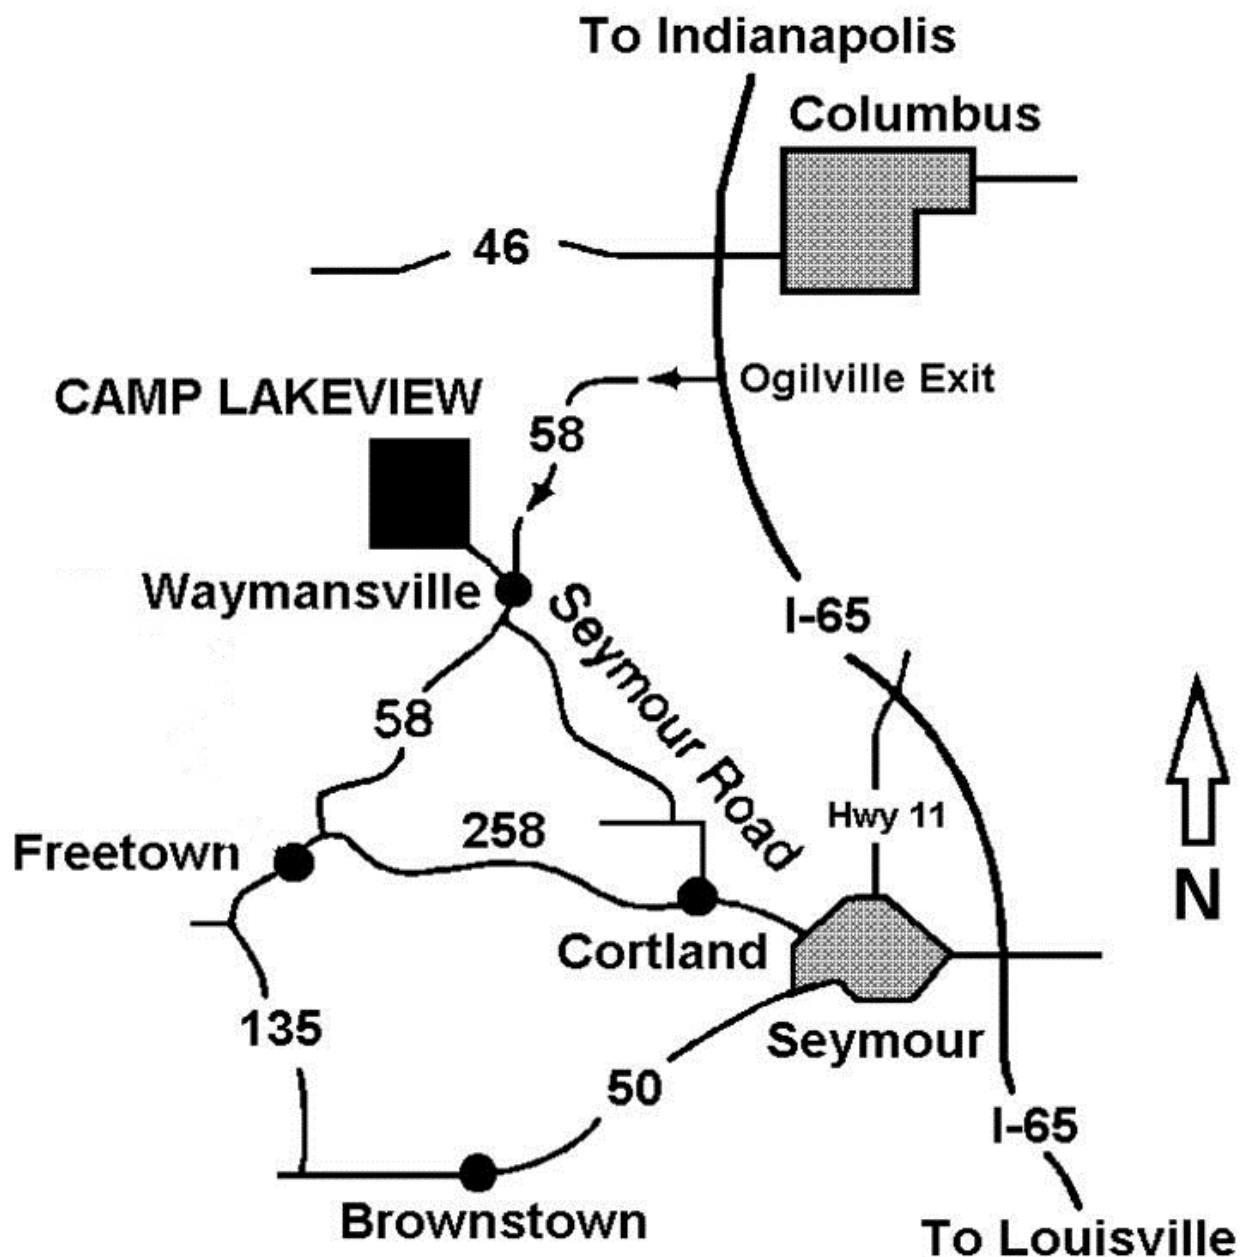 To Indianapolis
Columbus
46
Ogilville Exit
CAMP LAKEVIEW
58
Waymansville
Seymour Road
I-65
58
Hwy 11
258
Freetown
N
Cortland
135
Seymour
50
I-65
Brownstown
To Louisville